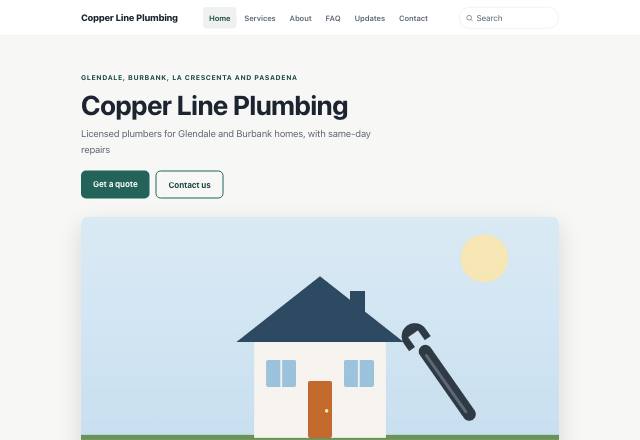 Copper Line Plumbing
Home
Services
About
FAQ
Updates
Contact
Search
GLENDALE, BURBANK, LA CRESCENTA AND PASADENA
Copper Line Plumbing
Licensed plumbers for Glendale and Burbank homes, with same-day
repairs
Get a quote
Contact us